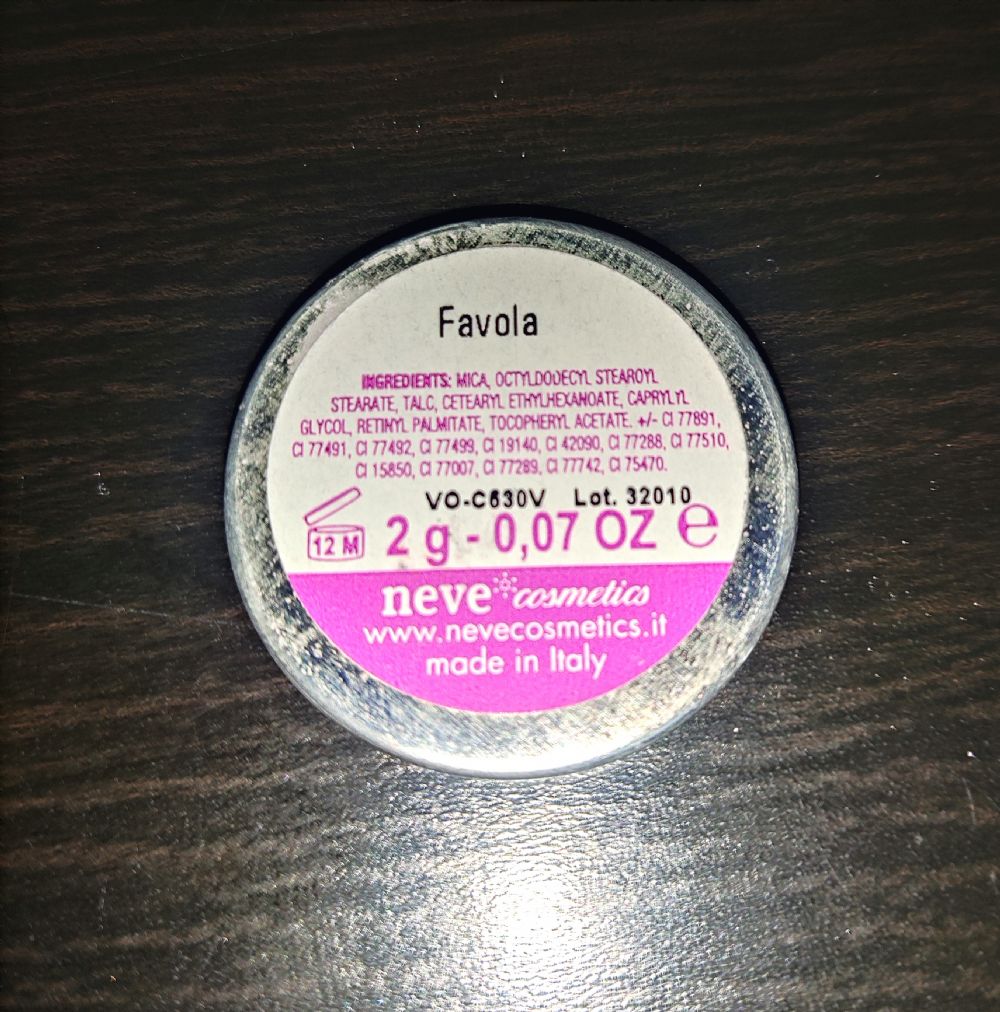 Favola
INGREDIENTS: MICA, OCTYLDODECYL STEAROYL
STEARATE, TALC, CETEARYL ETHYLHEXANOATE, CAPRYLYL
GLYCOL, RETINYL PALMITATE, TOCOPHERYL ACETATE. +/- CI 77891,
CI 77491, CI 77492, CI 77499, CI 19140, CI 42090, CI 77288, CI 77510,
CI 15850, CI 77007, CI 77289, CI 77742, CI 75470.
VO-C630V Lot. 32010
12 M 2 g - 0,07 OZ e
neve cosmetics
www.nevecosmetics.it
made in Italy